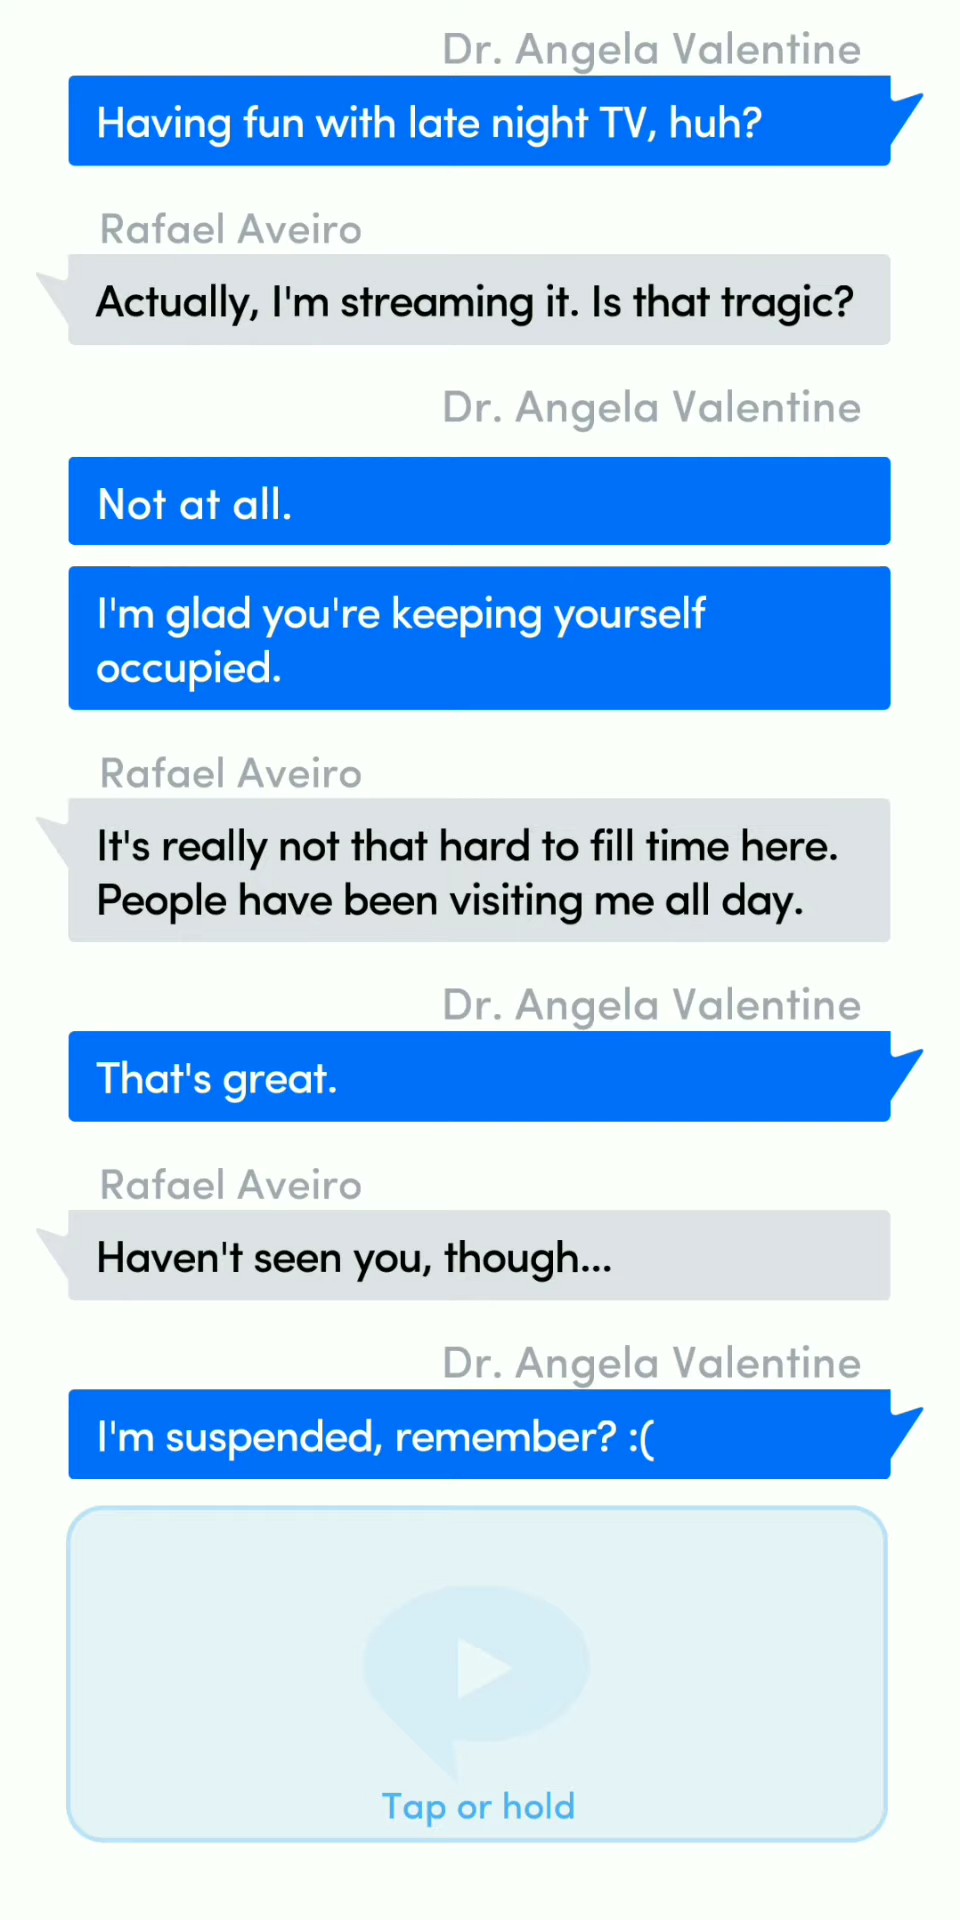 Dr. Angela Valentine
Having fun with late night TV, huh?
Rafael Aveiro
Actually, I'm streaming it. Is that tragic?
Dr. Angela Valentine
Not at all.
I'm glad you're keeping yourself
occupied.
Rafael Aveiro
It's really not that hard to fill time here.
People have been visiting me all day.
Dr. Angela Valentine
That's great.
Rafael Aveiro
Haven't seen you, though...
Dr. Angela Valentine
I'm suspended, remember? :(
Tap or hold